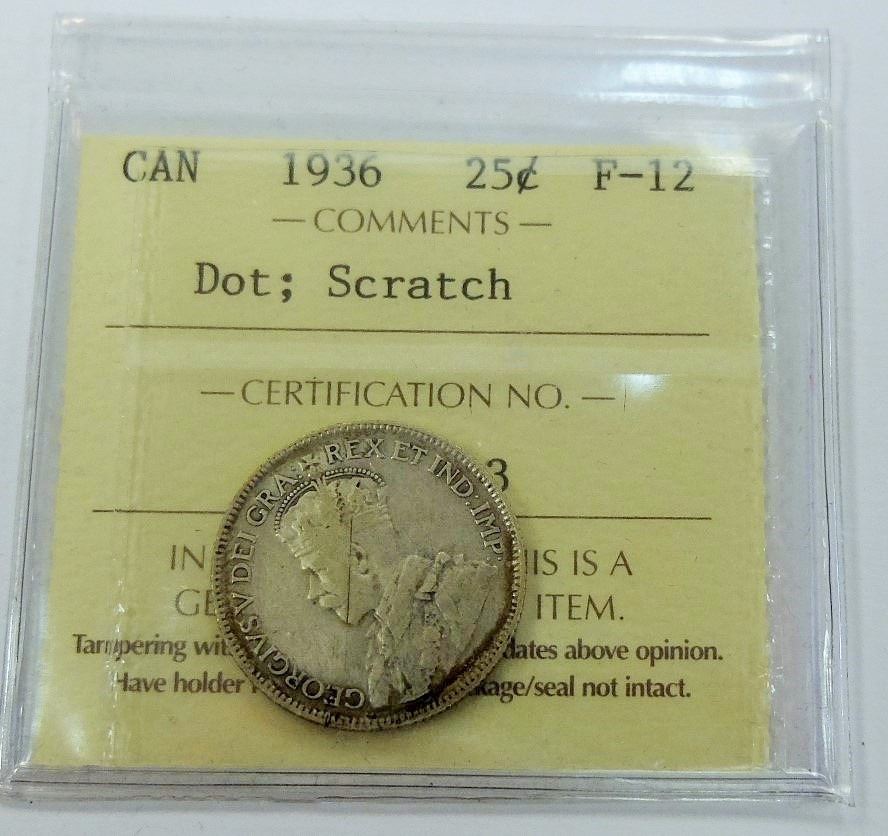 CAN 1936 25¢ F-12
— COMMENTS —
Dot; Scratch
— CERTIFICATION NO. —
3
GEORGIVS V DEI GRA: REX ET IND: IMP:
IN IS IS A
GE ITEM.
Tampering wit dates above opinion.
Have holder kage/seal not intact.